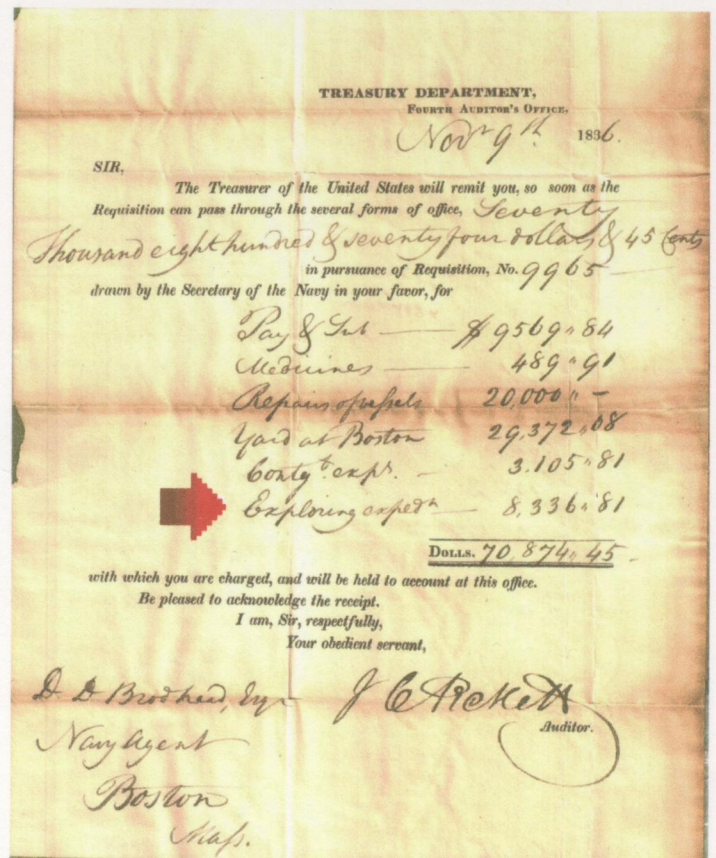 TREASURY DEPARTMENT,
FOURTH AUDITOR'S OFFICE.
Novr 9th 1836.
SIR,
The Treasurer of the United States will remit you, so soon as the
Requisition can pass through the several forms of office, Seventy
Thousand eight hundred & seventy four dollars & 45 Cents
in pursuance of Requisition, No. 9965
drawn by the Secretary of the Navy in your favor, for
Pay & Sub — $ 9569 " 84
Medicines — 489 " 91
Repairs of vessels 20,000 " —
Yard at Boston 29,372 " 08
Contgt. exps. — 3.105 " 81
Exploring expedn — 8,336 " 81
DOLLS. 70,874 " 45
with which you are charged, and will be held to account at this office.
Be pleased to acknowledge the receipt.
I am, Sir, respectfully,
Your obedient servant,
D. D Brodhead, Esqr J C Pickett
Auditor.
Navy Agent
Boston
Mass.